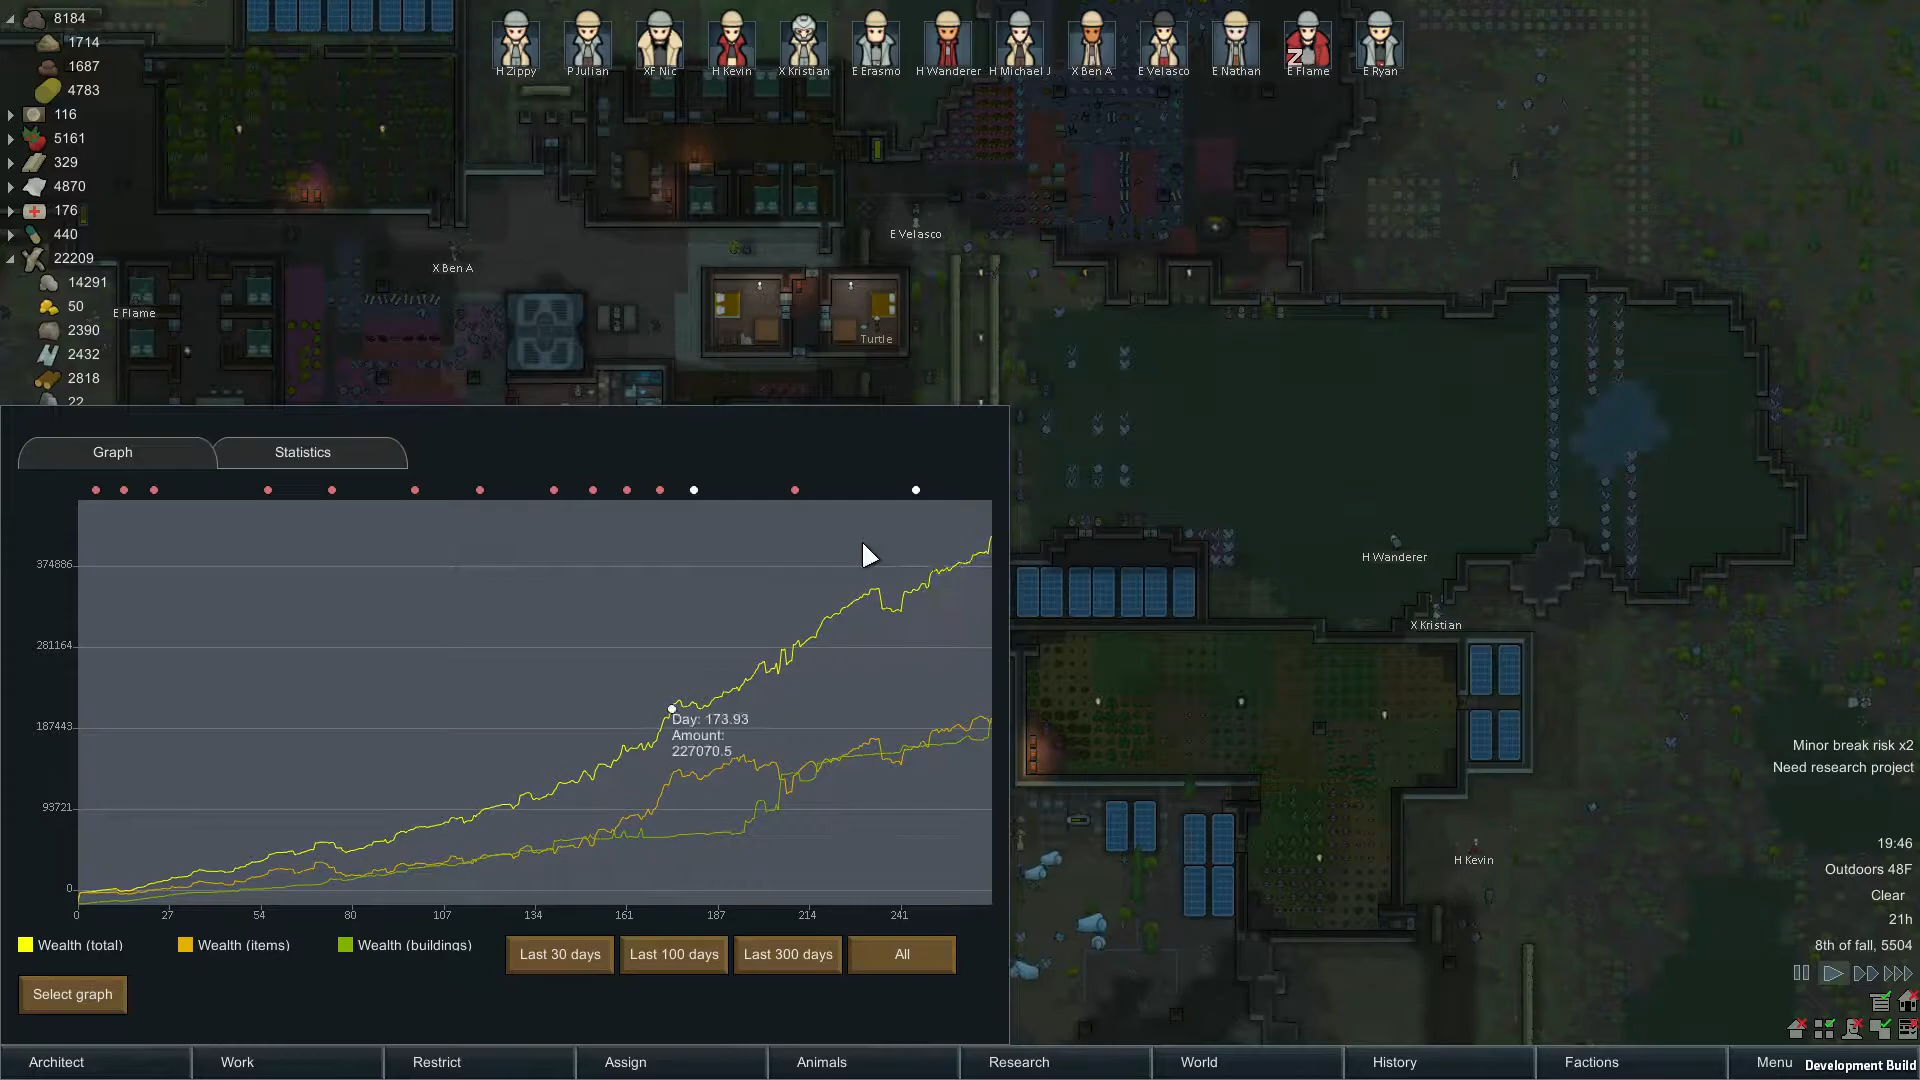 8184
1714
1687
4783
116
5161
329
4870
176
440
22209
14291
50
2390
2432
2818
22
H Zippy
P Julian
XF Nic
H Kevin
X Kristian
E Erasmo
H Wanderer
H Michael J
X Ben A
E Velasco
E Nathan
E Flame
E Ryan
Z
E Velasco
X Ben A
E Flame
Turtle
H Wanderer
X Kristian
H Kevin
Graph
Statistics
374886
281164
187443
93721
0
Day: 173.93
Amount:
227070.5
0
27
54
80
107
134
161
187
214
241
Wealth (total)
Wealth (items)
Wealth (buildings)
Last 30 days
Last 100 days
Last 300 days
All
Select graph
Minor break risk x2
Need research project
19:46
Outdoors 48F
Clear
21h
8th of fall, 5504
Architect
Work
Restrict
Assign
Animals
Research
World
History
Factions
Menu
Development Build